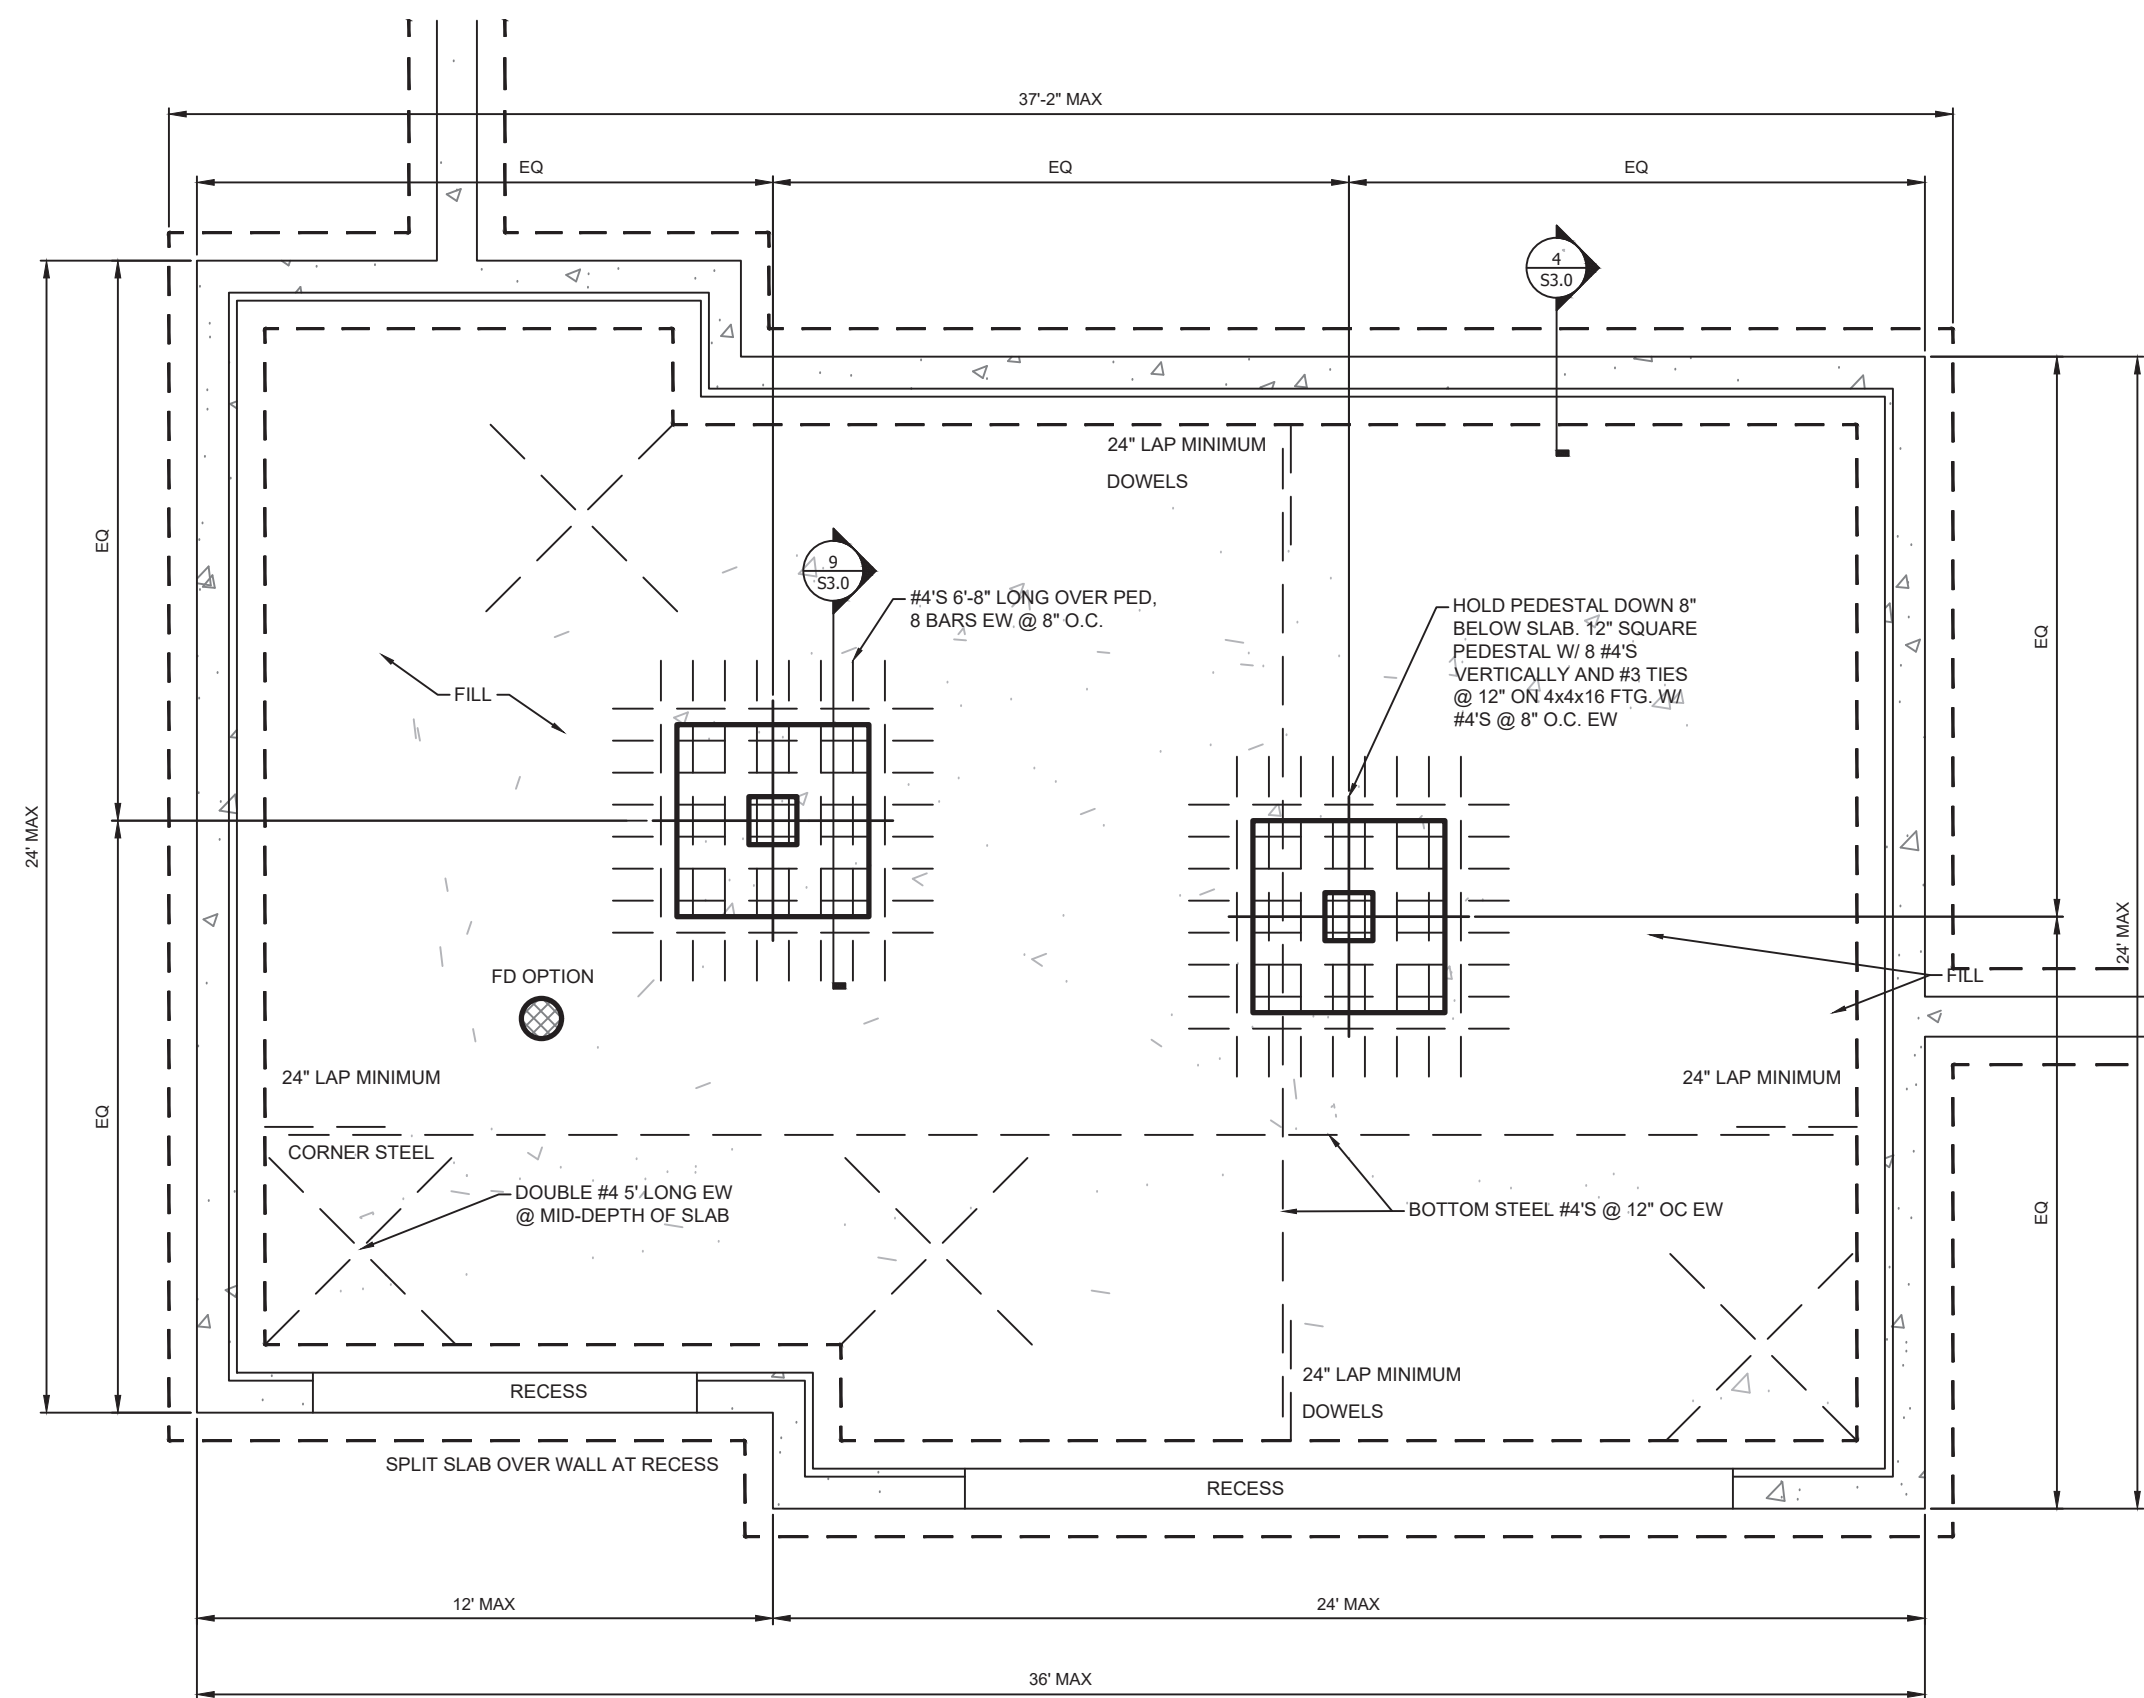 37'-2" MAX
EQ
EQ
EQ
4
S3.0
24" LAP MINIMUM
DOWELS
EQ
9
S3.0
#4'S 6'-8" LONG OVER PED,
8 BARS EW @ 8" O.C.
HOLD PEDESTAL DOWN 8"
BELOW SLAB. 12" SQUARE
PEDESTAL W/ 8 #4'S
VERTICALLY AND #3 TIES
@ 12" ON 4x4x16 FTG. W/
#4'S @ 8" O.C. EW
EQ
FILL
24' MAX
24' MAX
FD OPTION
FILL
24" LAP MINIMUM
24" LAP MINIMUM
EQ
CORNER STEEL
DOUBLE #4 5' LONG EW
@ MID-DEPTH OF SLAB
BOTTOM STEEL #4'S @ 12" OC EW
EQ
24" LAP MINIMUM
DOWELS
RECESS
SPLIT SLAB OVER WALL AT RECESS
RECESS
12' MAX
24' MAX
36' MAX